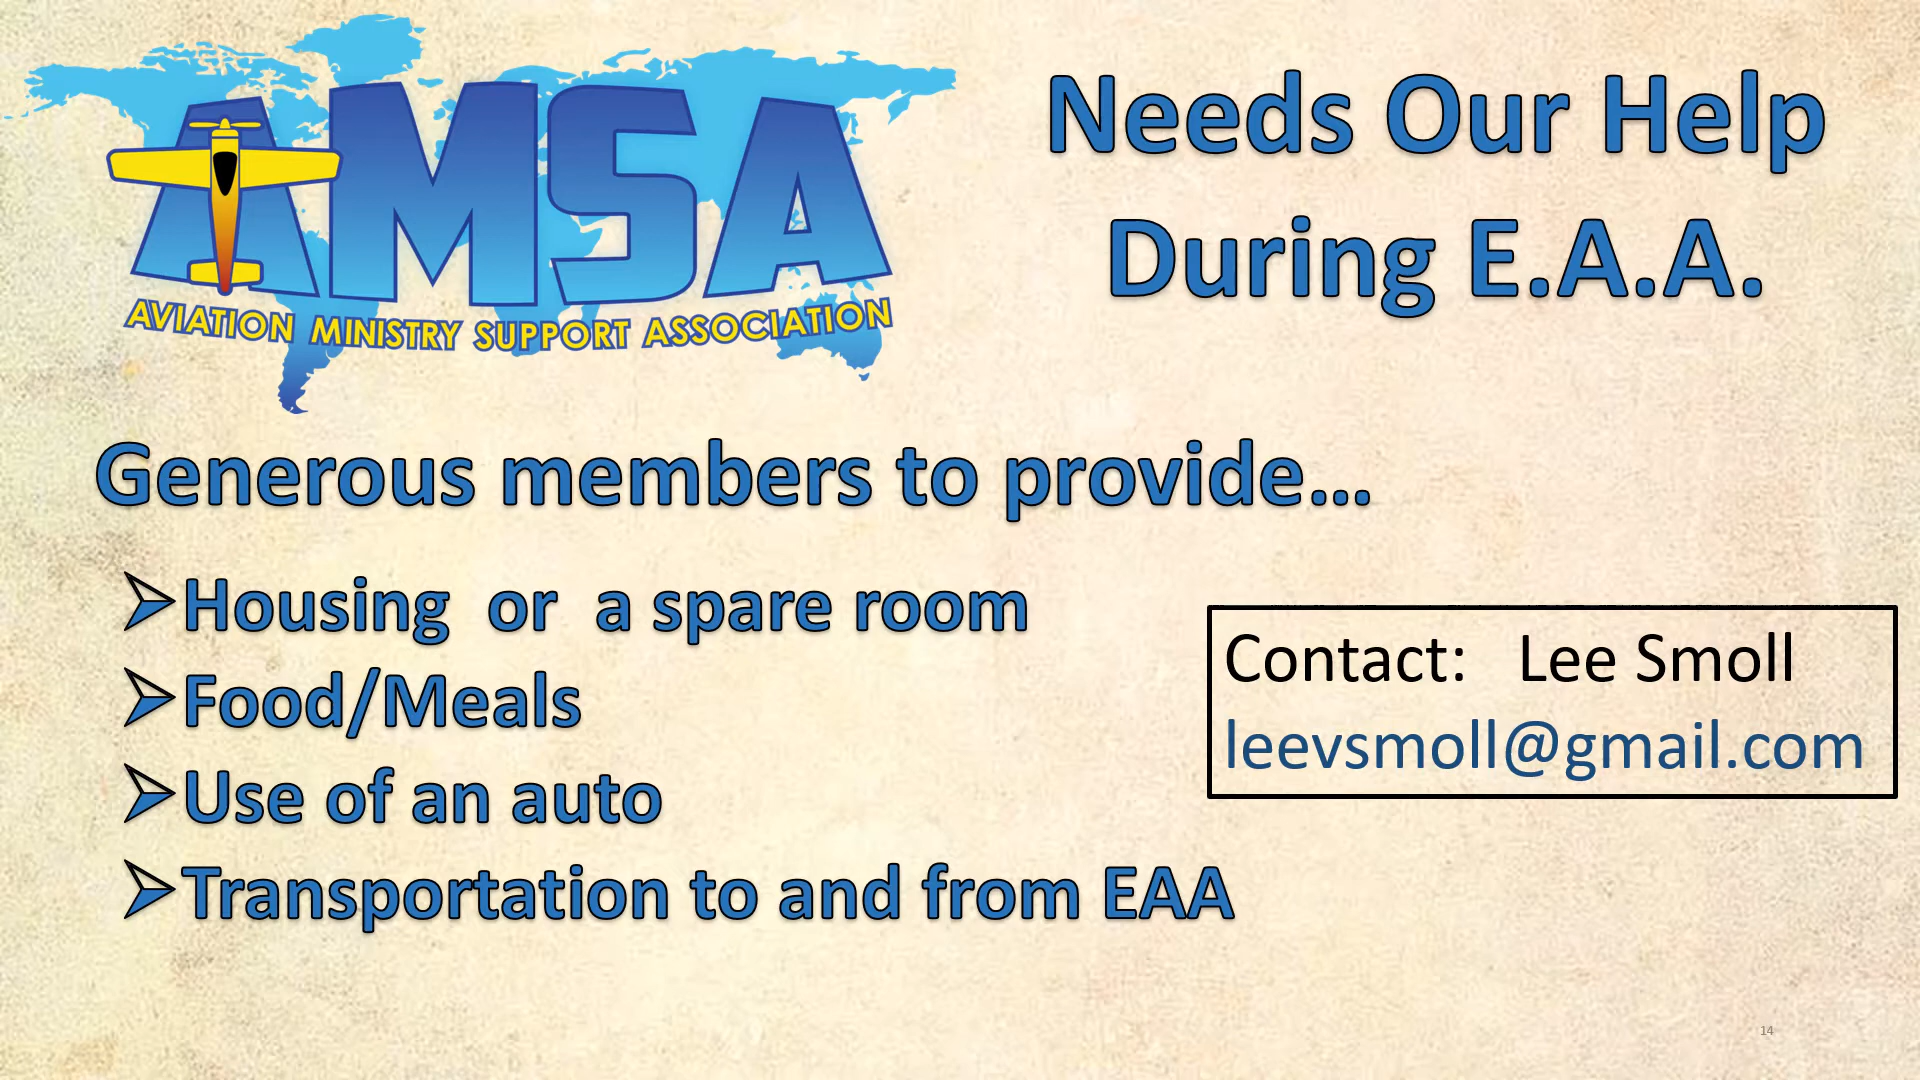 AMSA
AVIATION MINISTRY SUPPORT ASSOCIATION
Needs Our Help
During E.A.A.
Generous members to provide...
Housing or a spare room
Food/Meals
Use of an auto
Transportation to and from EAA
Contact: Lee Smoll
leevsmoll@gmail.com
14